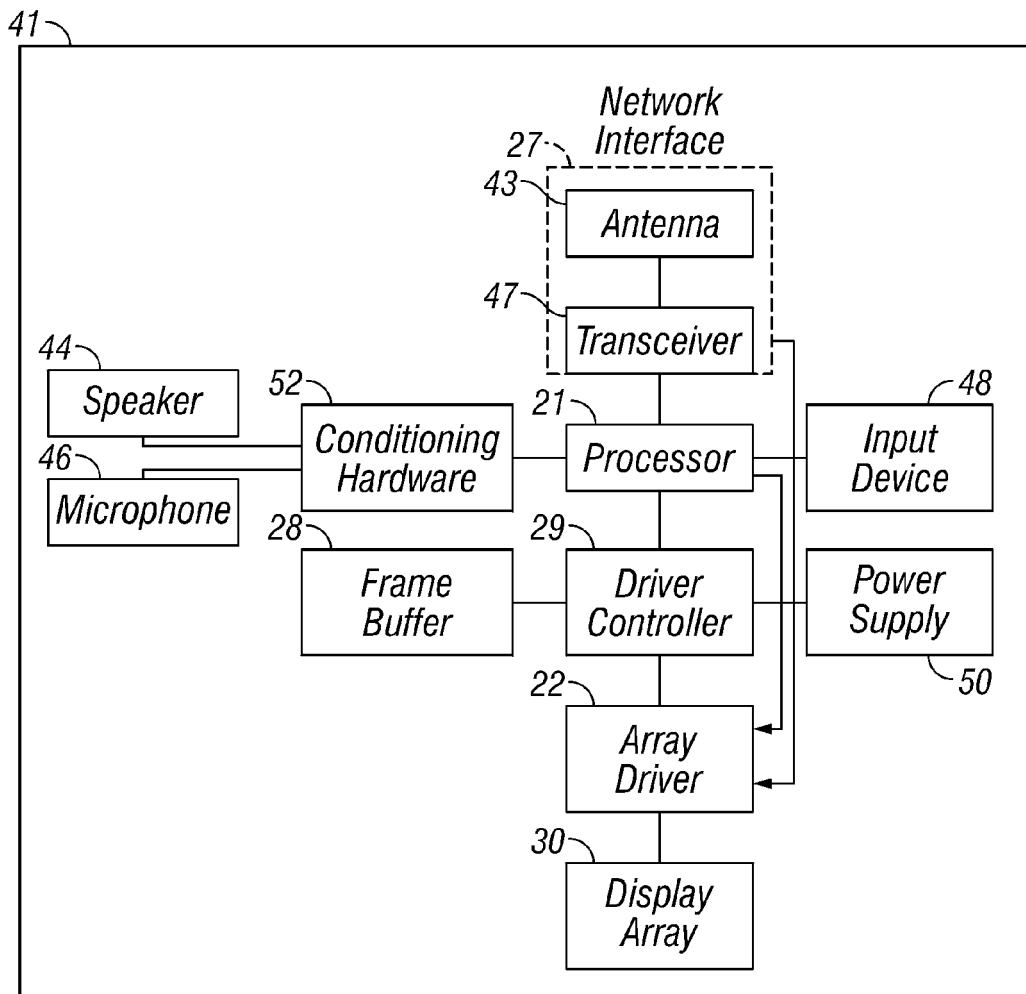 41
Network
Interface
27
43
Antenna
47
Transceiver
44
Speaker
52
Conditioning
Hardware
21
Processor
48
Input
Device
46
Microphone
28
Frame
Buffer
29
Driver
Controller
Power
Supply
50
22
Array
Driver
30
Display
Array